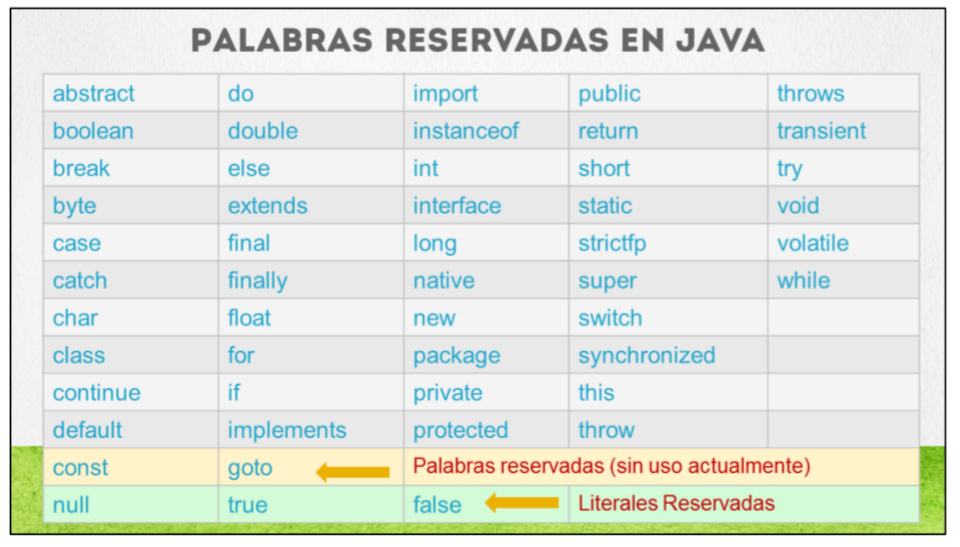 PALABRAS RESERVADAS EN JAVA
abstract do import public throws
boolean double instanceof return transient
break else int short try
byte extends interface static void
case final long strictfp volatile
catch finally native super while
char float new switch
class for package synchronized
continue if private this
default implements protected throw
const goto Palabras reservadas (sin uso actualmente)
null true false Literales Reservadas